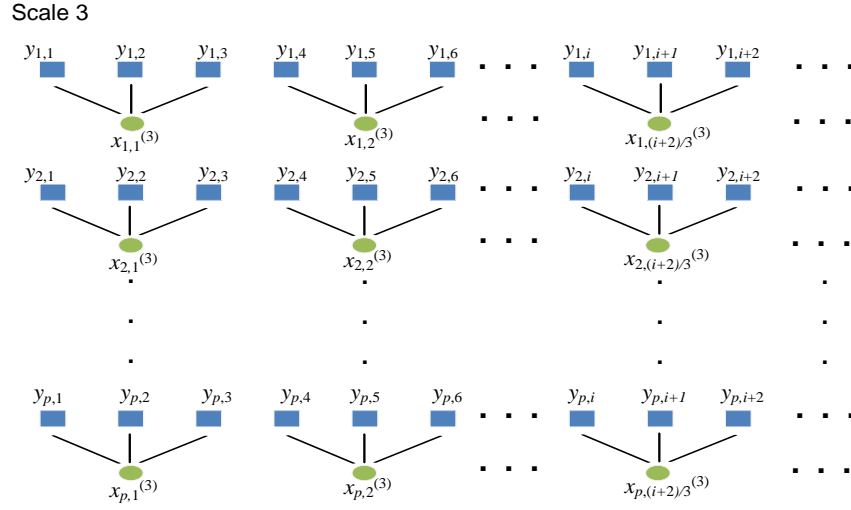 Scale 3
y1,1 y1,2 y1,3 y1,4 y1,5 y1,6 . . . y1,i y1,i+1 y1,i+2 . . .
x1,1(3) x1,2(3) . . . x1,(i+2)/3(3) . . .
y2,1 y2,2 y2,3 y2,4 y2,5 y2,6 . . . y2,i y2,i+1 y2,i+2 . . .
x2,1(3) x2,2(3) . . . x2,(i+2)/3(3) . . .
. . . .
. . . .
. . . .
yp,1 yp,2 yp,3 yp,4 yp,5 yp,6 . . . yp,i yp,i+1 yp,i+2 . . .
xp,1(3) xp,2(3) . . . xp,(i+2)/3(3) . . .